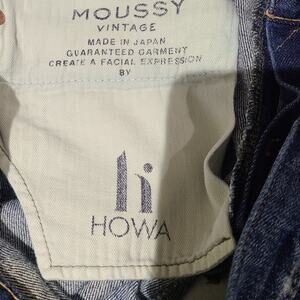 MOUSSY
VINTAGE
MADE IN JAPAN
GUARANTEED GARMENT
CREATE A FACIAL EXPRESSION
BY
HOWA